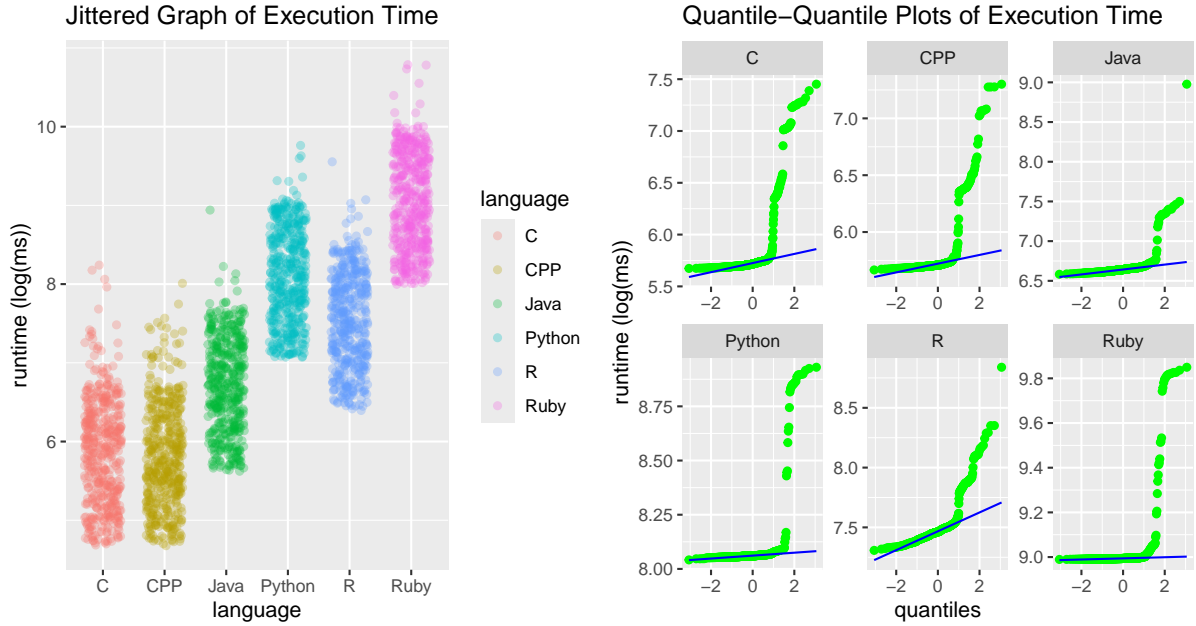 Jittered Graph of Execution Time
runtime (log(ms))
10
8
6
C
CPP
Java
Python
R
Ruby
language
language
C
CPP
Java
Python
R
Ruby
Quantile−Quantile Plots of Execution Time
runtime (log(ms))
C
CPP
Java
7.5
7.0
6.5
6.0
5.5
7.0
6.5
6.0
9.0
8.5
8.0
7.5
7.0
6.5
−2
0
2
−2
0
2
−2
0
2
Python
R
Ruby
8.75
8.50
8.25
8.00
8.5
8.0
7.5
9.8
9.6
9.4
9.2
9.0
−2
0
2
−2
0
2
−2
0
2
quantiles